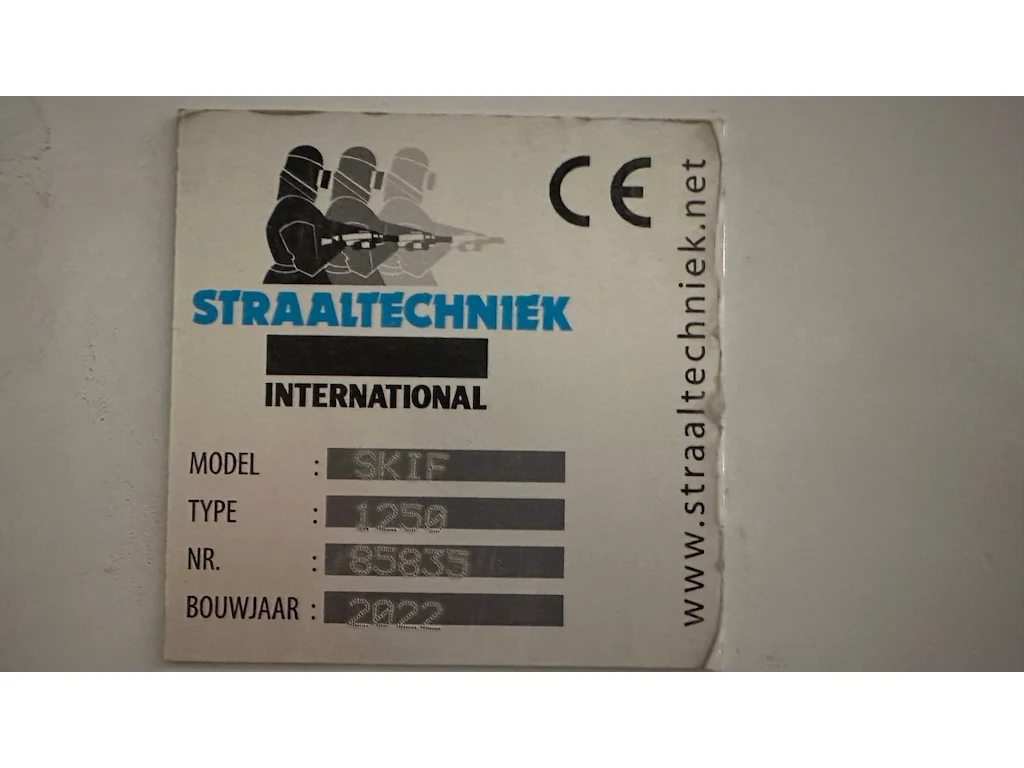 CE
STRAALTECHNIEK
INTERNATIONAL
MODEL : SKIF
TYPE : 1250
NR. : 85835
BOUWJAAR : 2022
www.straaltechniek.net